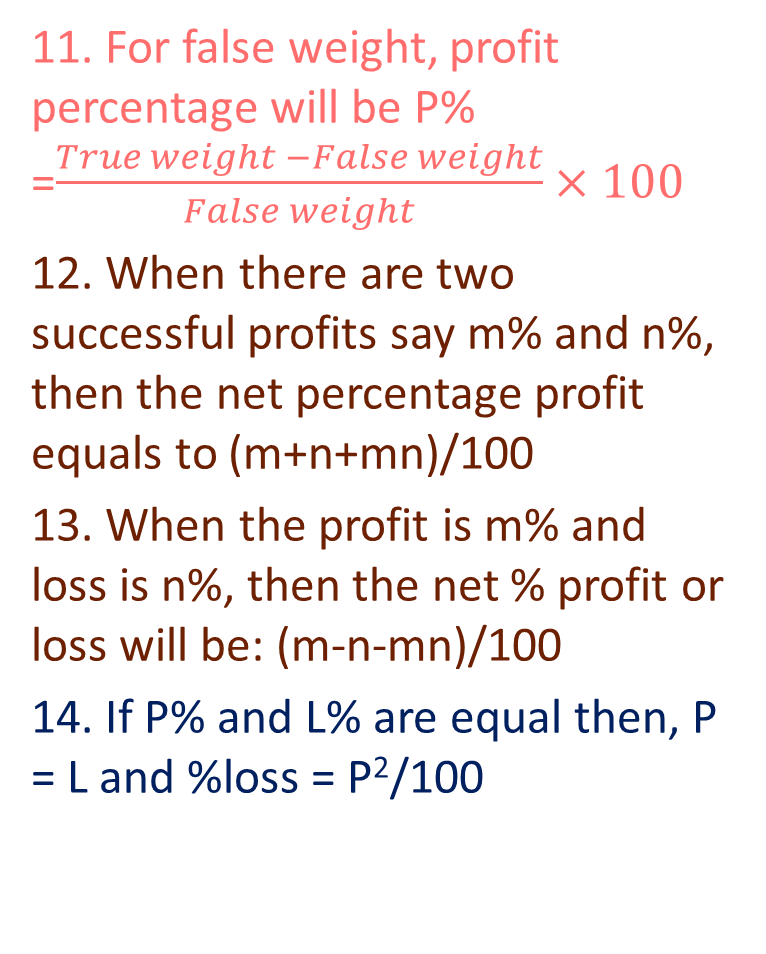 11. For false weight, profit
percentage will be P%
=(True weight −False weight)/(False weight) × 100
12. When there are two
successful profits say m% and n%,
then the net percentage profit
equals to (m+n+mn)/100
13. When the profit is m% and
loss is n%, then the net % profit or
loss will be: (m-n-mn)/100
14. If P% and L% are equal then, P
= L and %loss = P²/100